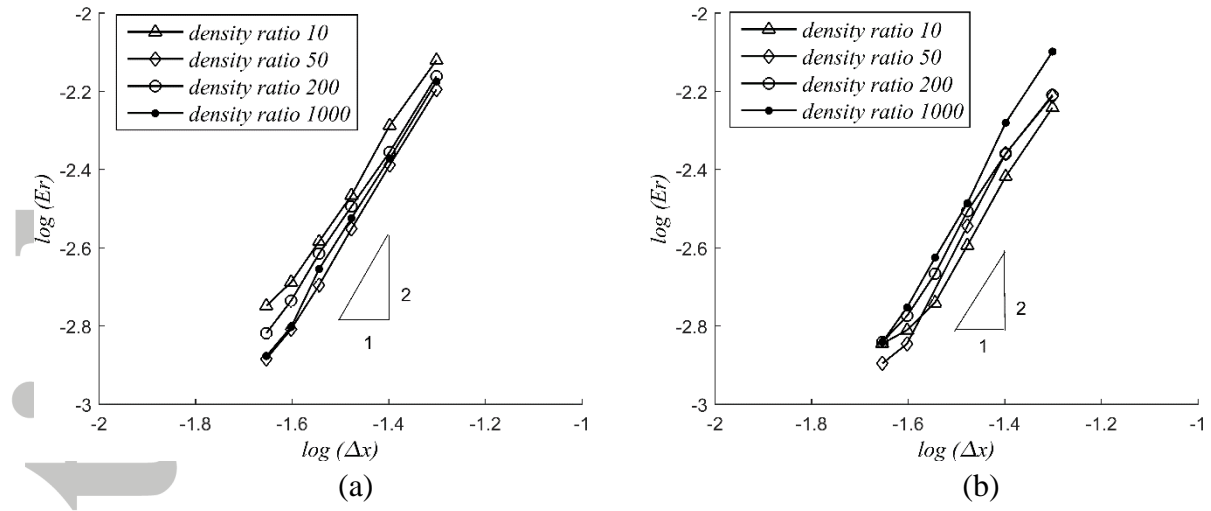 -2
-2.2
-2.4
-2.6
-2.8
-3
log (Er)
density ratio 10
density ratio 50
density ratio 200
density ratio 1000
2
1
-2
-1.8
-1.6
-1.4
-1.2
-1
log (Δx)
(a)
-2
-2.2
-2.4
-2.6
-2.8
-3
log (Er)
density ratio 10
density ratio 50
density ratio 200
density ratio 1000
2
1
-2
-1.8
-1.6
-1.4
-1.2
-1
log (Δx)
(b)